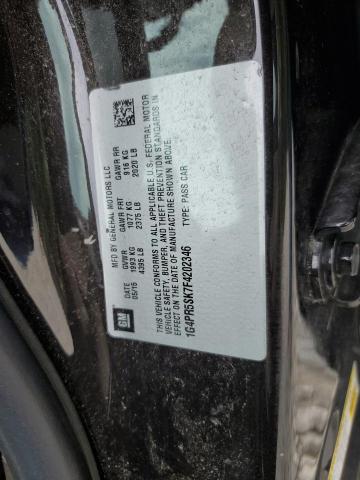 GM
MFD BY GENERAL MOTORS LLC
DATE GVWR GAWR FRT GAWR RR
05/15 1993 KG 1077 KG 916 KG
4395 LB 2375 LB 2020 LB
THIS VEHICLE CONFORMS TO ALL APPLICABLE U.S. FEDERAL MOTOR
VEHICLE SAFETY, BUMPER, AND THEFT PREVENTION STANDARDS IN
EFFECT ON THE DATE OF MANUFACTURE SHOWN ABOVE.
1G4PR5SK7F4202346 TYPE: PASS CAR